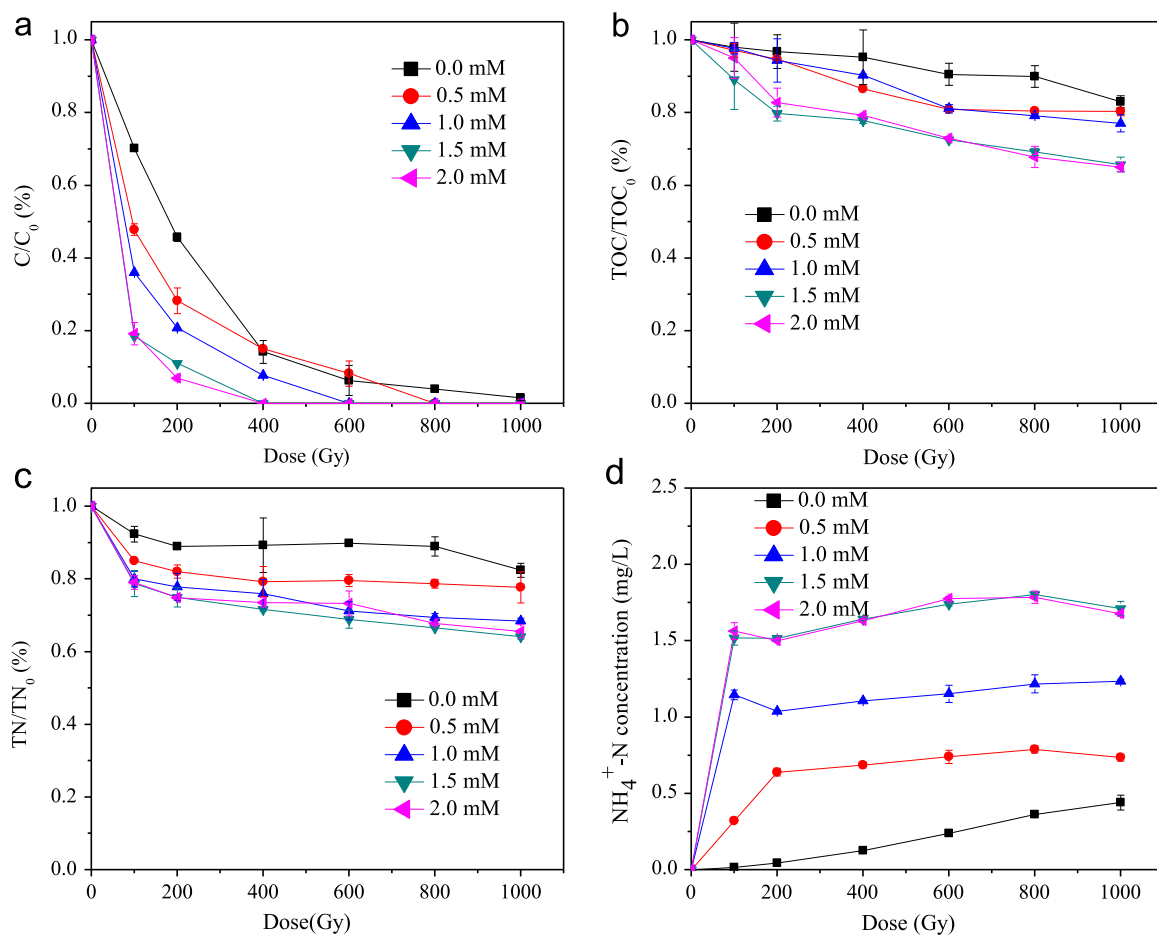 a
1.0
0.8
0.6
0.4
0.2
0.0
C/C0 (%)
0 200 400 600 800 1000
Dose (Gy)
0.0 mM
0.5 mM
1.0 mM
1.5 mM
2.0 mM
b
1.0
0.8
0.6
0.4
0.2
0.0
TOC/TOC0 (%)
0 200 400 600 800 1000
Dose (Gy)
0.0 mM
0.5 mM
1.0 mM
1.5 mM
2.0 mM
c
1.0
0.8
0.6
0.4
0.2
0.0
TN/TN0 (%)
0 200 400 600 800 1000
Dose(Gy)
0.0 mM
0.5 mM
1.0 mM
1.5 mM
2.0 mM
d
2.5
2.0
1.5
1.0
0.5
0.0
NH4+-N concentration (mg/L)
0 200 400 600 800 1000
Dose (Gy)
0.0 mM
0.5 mM
1.0 mM
1.5 mM
2.0 mM